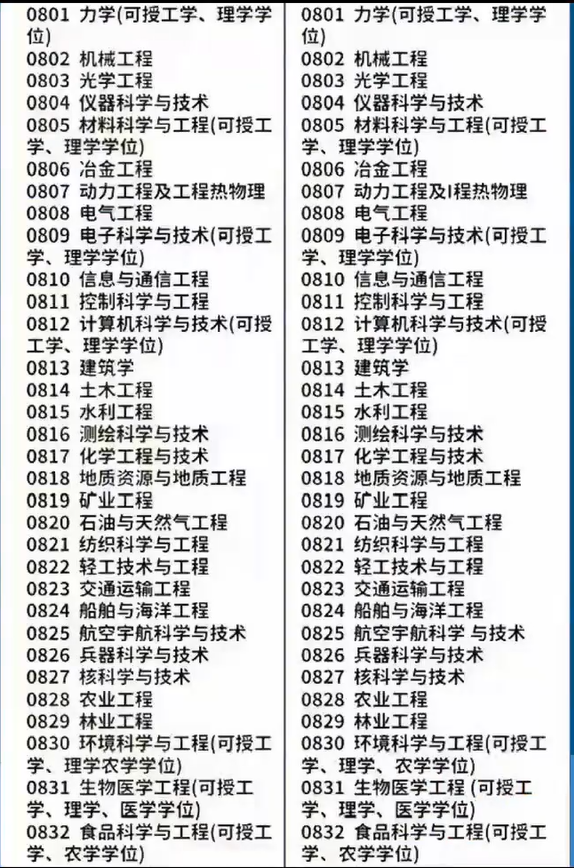 0801 力学(可授工学、理学学
位)
0802 机械工程
0803 光学工程
0804 仪器科学与技术
0805 材料科学与工程(可授工
学、理学学位)
0806 冶金工程
0807 动力工程及工程热物理
0808 电气工程
0809 电子科学与技术(可授工
学、理学学位)
0810 信息与通信工程
0811 控制科学与工程
0812 计算机科学与技术(可授
工学、理学学位)
0813 建筑学
0814 土木工程
0815 水利工程
0816 测绘科学与技术
0817 化学工程与技术
0818 地质资源与地质工程
0819 矿业工程
0820 石油与天然气工程
0821 纺织科学与工程
0822 轻工技术与工程
0823 交通运输工程
0824 船舶与海洋工程
0825 航空宇航科学与技术
0826 兵器科学与技术
0827 核科学与技术
0828 农业工程
0829 林业工程
0830 环境科学与工程(可授工
学、理学农学学位)
0831 生物医学工程(可授工
学、理学、医学学位)
0832 食品科学与工程(可授工
学、农学学位)
0801 力学(可授工学、理学学
位)
0802 机械工程
0803 光学工程
0804 仪器科学与技术
0805 材料科学与工程(可授工
学、理学学位)
0806 冶金工程
0807 动力工程及I程热物理
0808 电气工程
0809 电子科学与技术(可授工
学、理学学位)
0810 信息与通信工程
0811 控制科学与工程
0812 计算机科学与技术(可授
工学、理学学位)
0813 建筑学
0814 土木工程
0815 水利工程
0816 测绘科学与技术
0817 化学工程与技术
0818 地质资源与地质工程
0819 矿业工程
0820 石油与天然气工程
0821 纺织科学与工程
0822 轻工技术与工程
0823 交通运输工程
0824 船舶与海洋工程
0825 航空宇航科学 与技术
0826 兵器科学与技术
0827 核科学与技术
0828 农业工程
0829 林业工程
0830 环境科学与工程(可授工
学、理学、农学学位)
0831 生物医学工程 (可授工
学、理学、医学学位)
0832 食品科学与工程(可授工
学、农学学位)